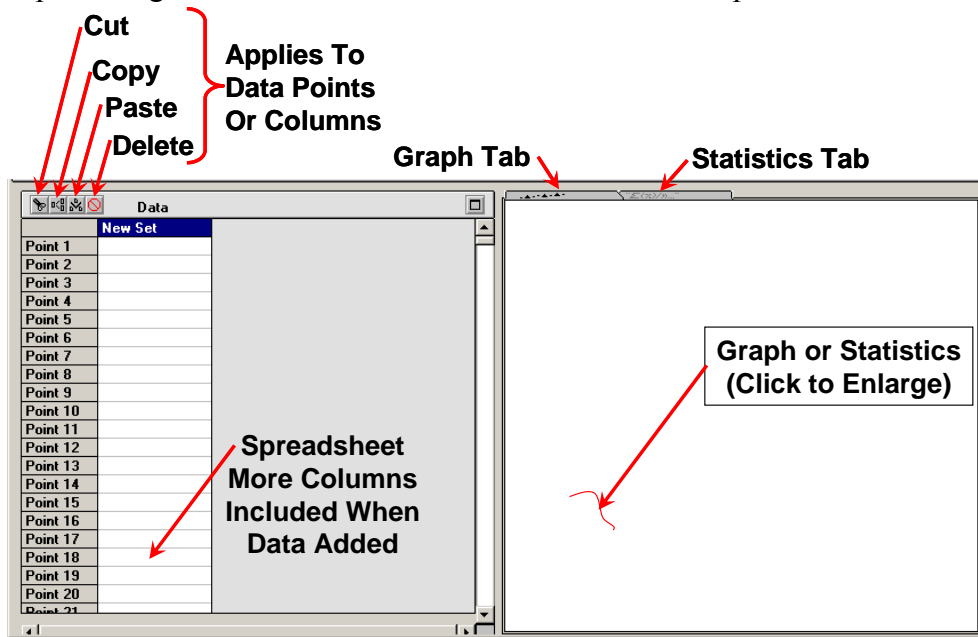 Cut
Copy
Paste
Delete
Applies To
Data Points
Or Columns
Graph Tab
Statistics Tab
Data
New Set
Point 1
Point 2
Point 3
Point 4
Point 5
Point 6
Point 7
Point 8
Point 9
Point 10
Point 11
Point 12
Point 13
Point 14
Point 15
Point 16
Point 17
Point 18
Point 19
Point 20
Point 21
Spreadsheet
More Columns
Included When
Data Added
Graph or Statistics
(Click to Enlarge)